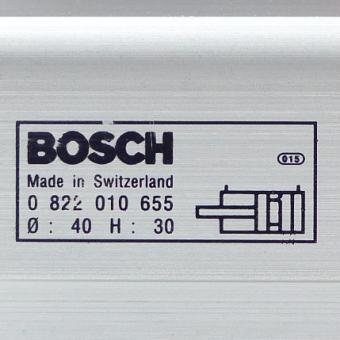 BOSCH
015
Made in Switzerland
0 822 010 655
Ø : 40 H : 30